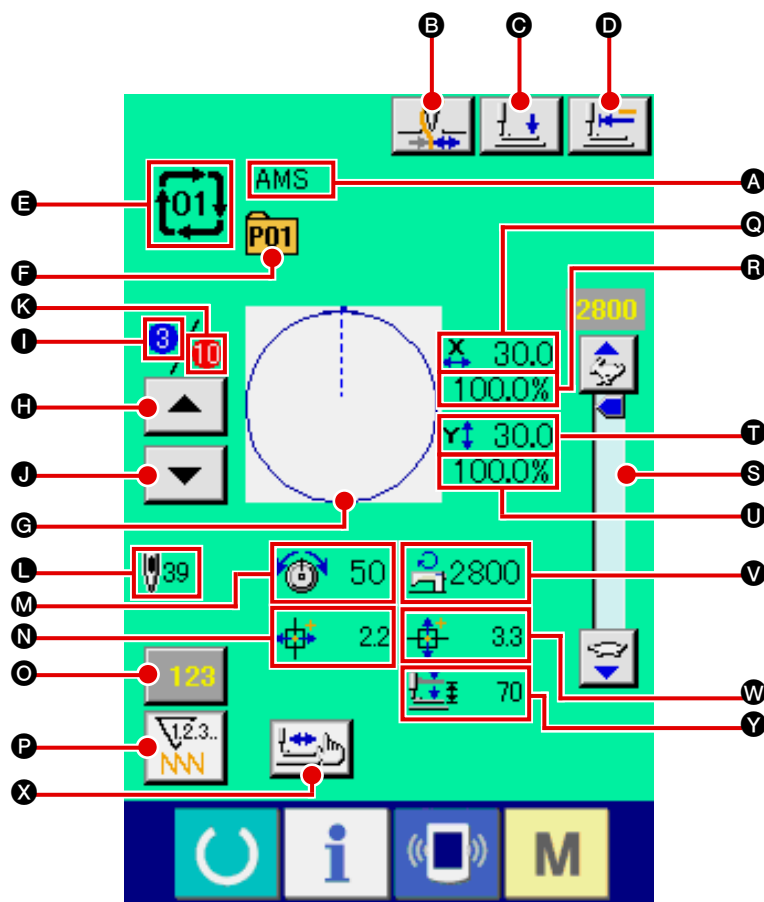 B C D
AMS A
E 01
Q
F P01
R
K
I 3 / 10
2800
X 30.0
100.0%
H
Y 30.0 T
J
100.0% S
G
U
L 39
M 50 2800 V
N 2.2 3.3
O 123
W
70 Y
P 1.2.3..
X
i M